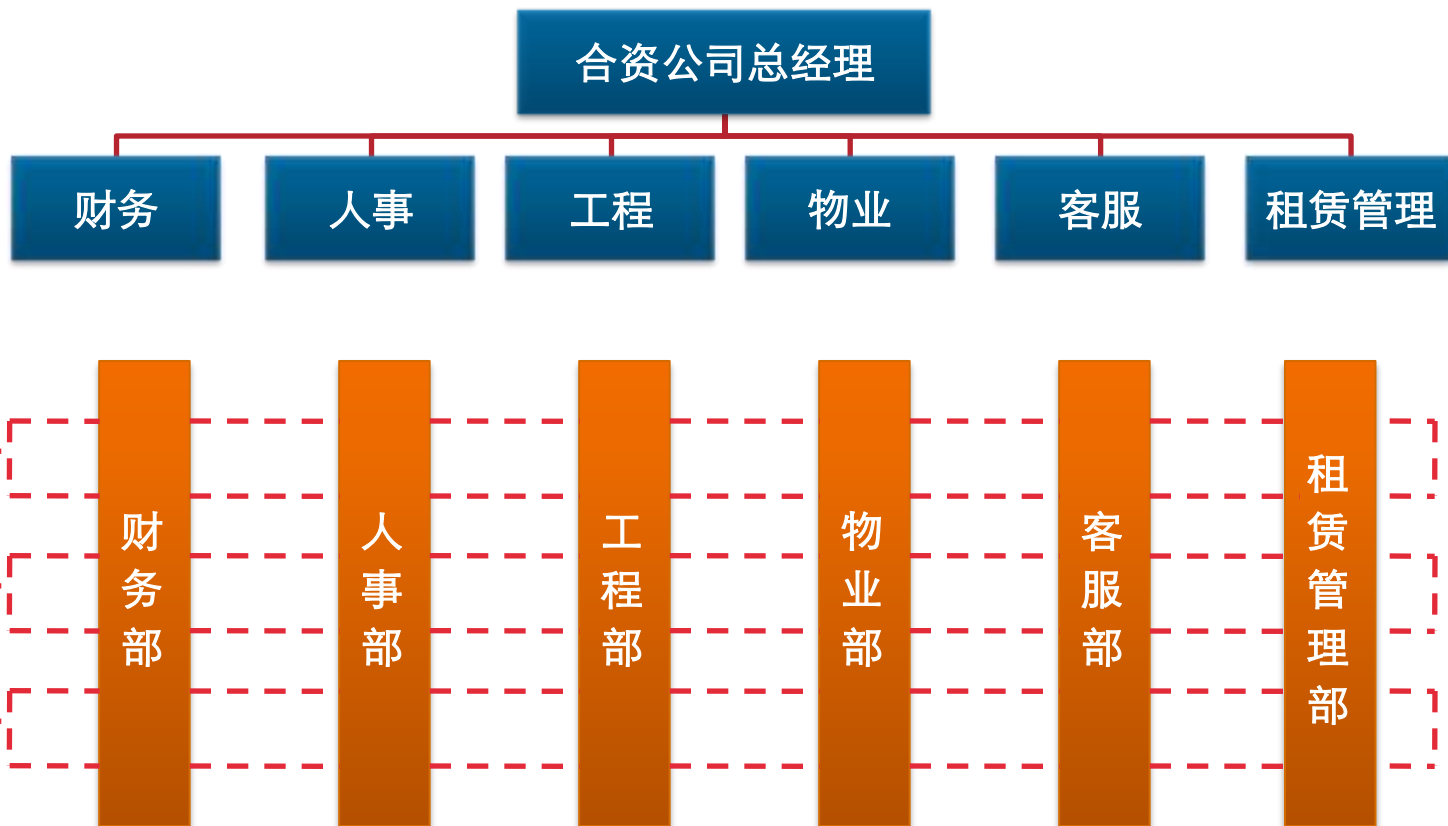 合资公司总经理
财务
人事
工程
物业
客服
租赁管理
财务部
人事部
工程部
物业部
客服部
租赁管理部